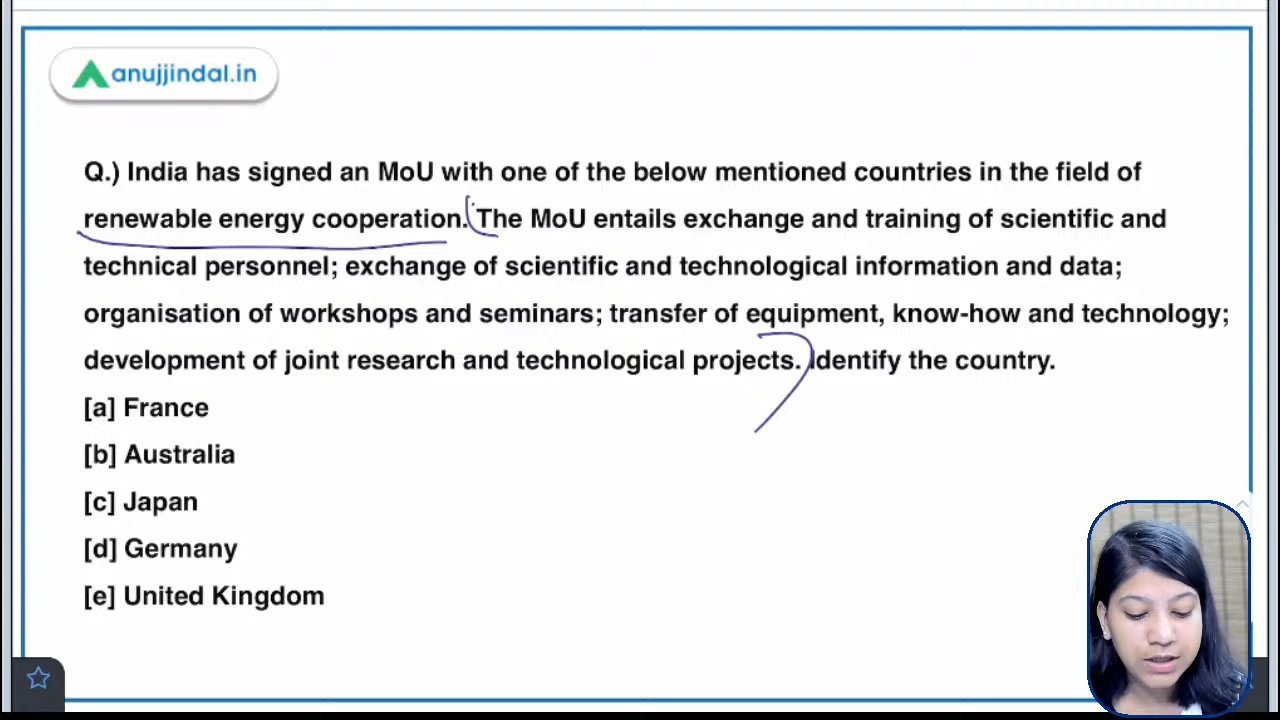 anujjindal.in
Q.) India has signed an MoU with one of the below mentioned countries in the field of
renewable energy cooperation. The MoU entails exchange and training of scientific and
technical personnel; exchange of scientific and technological information and data;
organisation of workshops and seminars; transfer of equipment, know-how and technology;
development of joint research and technological projects. Identify the country.
[a] France
[b] Australia
[c] Japan
[d] Germany
[e] United Kingdom